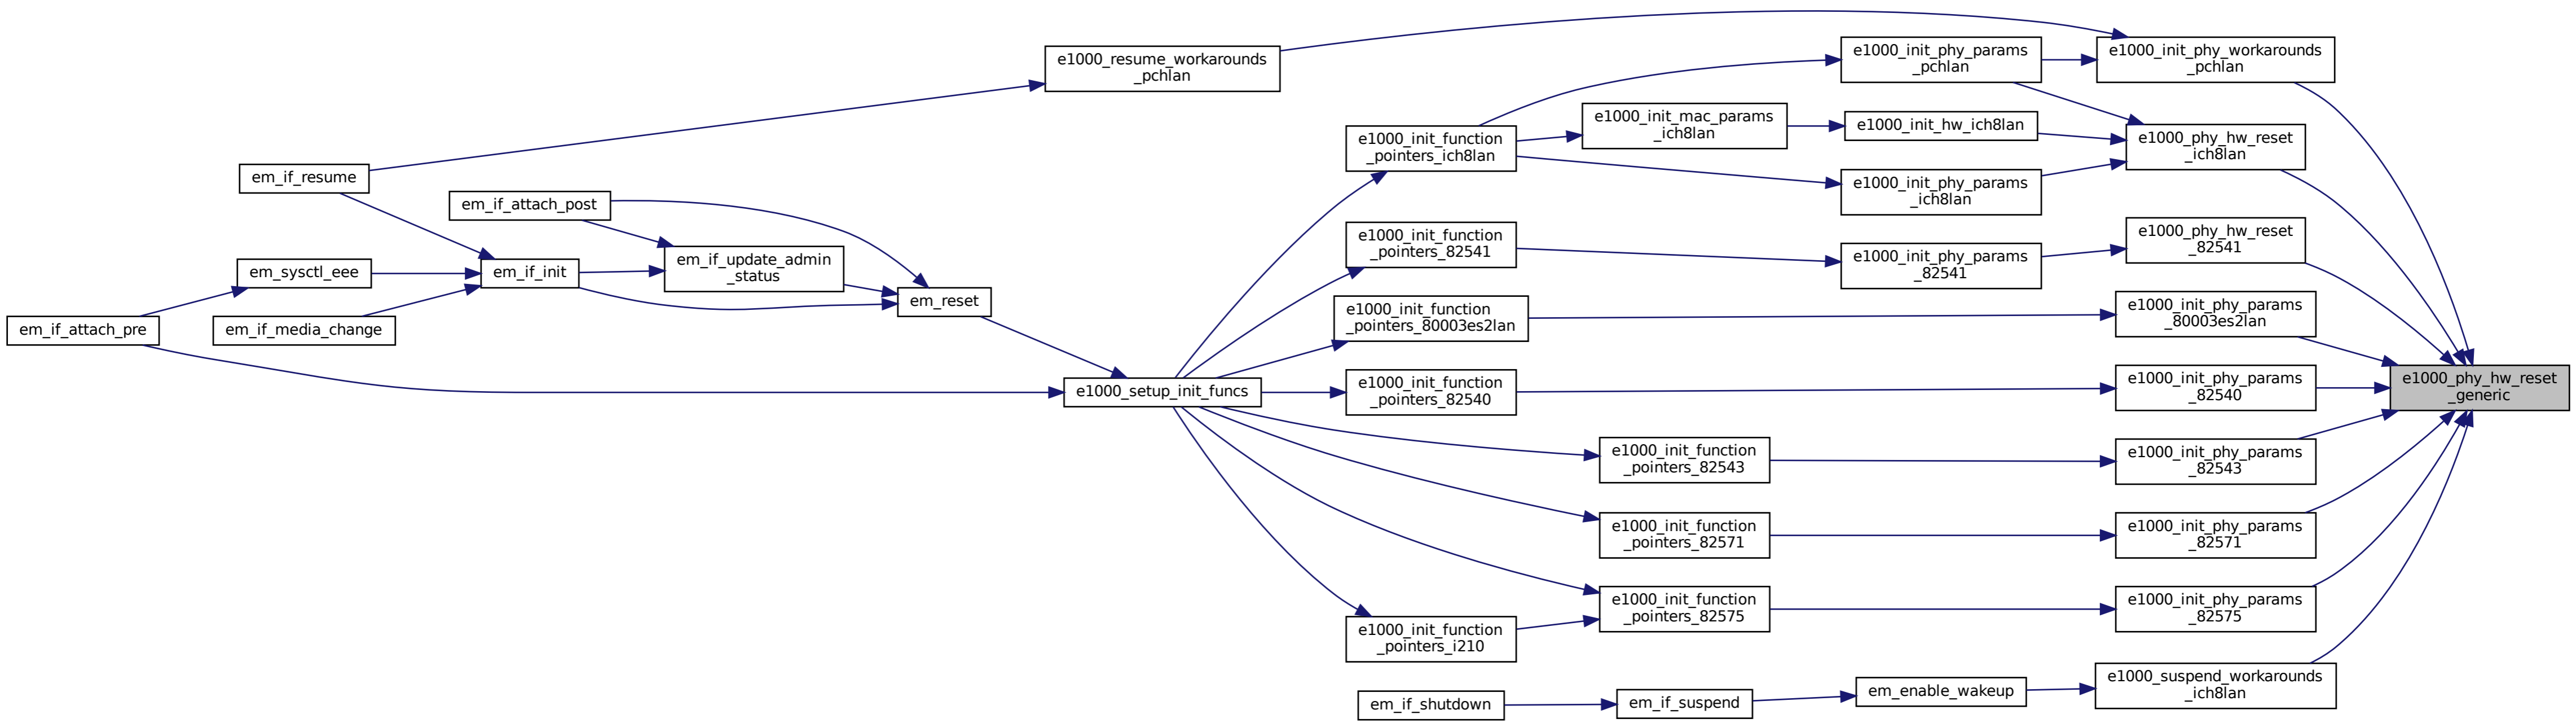 e1000_resume_workarounds
_pchlan
e1000_init_phy_params
_pchlan
e1000_init_phy_workarounds
_pchlan
e1000_init_function
_pointers_ich8lan
e1000_init_mac_params
_ich8lan
e1000_init_hw_ich8lan
e1000_phy_hw_reset
_ich8lan
em_if_resume
em_if_attach_post
e1000_init_phy_params
_ich8lan
em_sysctl_eee
em_if_init
em_if_update_admin
_status
e1000_init_function
_pointers_82541
e1000_init_phy_params
_82541
e1000_phy_hw_reset
_82541
em_if_attach_pre
em_if_media_change
em_reset
e1000_init_function
_pointers_80003es2lan
e1000_init_phy_params
_80003es2lan
e1000_setup_init_funcs
e1000_init_function
_pointers_82540
e1000_init_phy_params
_82540
e1000_phy_hw_reset
_generic
e1000_init_function
_pointers_82543
e1000_init_phy_params
_82543
e1000_init_function
_pointers_82571
e1000_init_phy_params
_82571
e1000_init_function
_pointers_i210
e1000_init_function
_pointers_82575
e1000_init_phy_params
_82575
em_if_shutdown
em_if_suspend
em_enable_wakeup
e1000_suspend_workarounds
_ich8lan